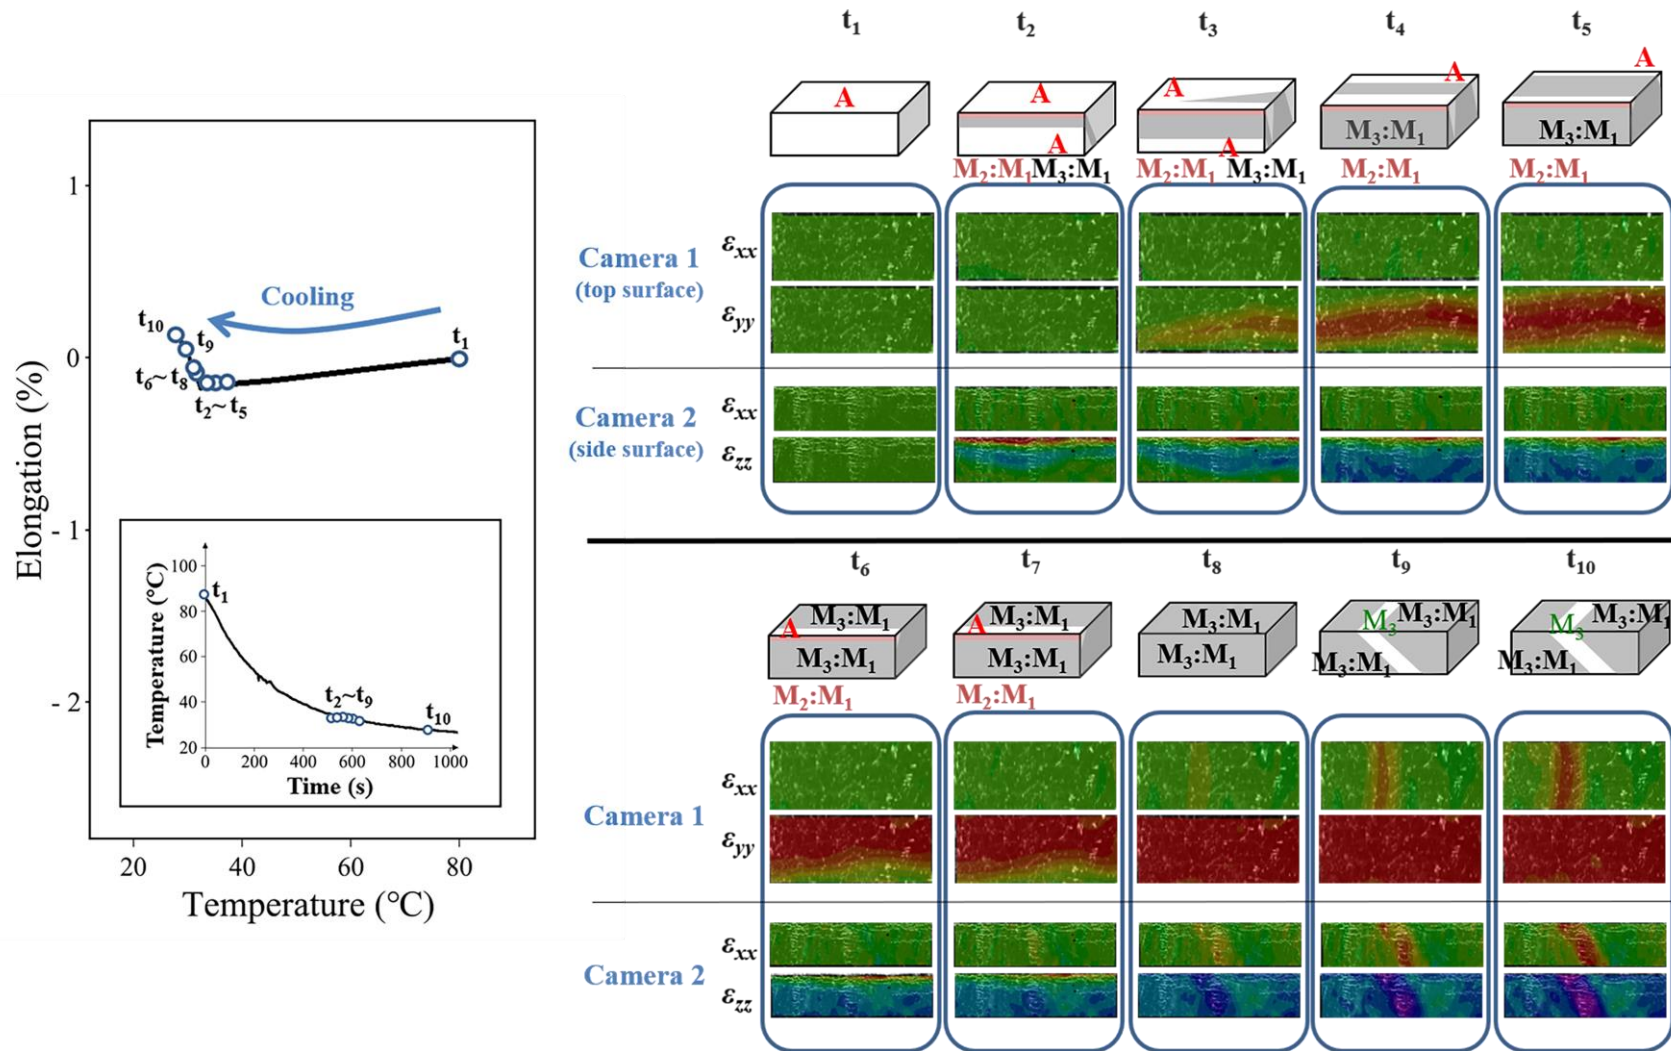 t1 t2 t3 t4 t5
A A A A A
A A M3:M1 M3:M1
M2:M1 M3:M1 M2:M1 M3:M1 M2:M1 M2:M1
Camera 1
(top surface)
εxx
εyy
Camera 2
(side surface)
εxx
εzz
t6 t7 t8 t9 t10
M3:M1 M3:M1 M3:M1 M3 M3:M1 M3 M3:M1
A A
M3:M1 M3:M1 M3:M1 M3:M1 M3:M1
M2:M1 M2:M1
Camera 1
εxx
εyy
Camera 2
εxx
εzz
Elongation (%)
1
0
- 1
- 2
Cooling
t10
t9
t1
t6~ t8
t2~ t5
20 40 60 80
Temperature (°C)
Temperature (°C)
100
80
60
40
20
t1
t2~t9
t10
0 200 400 600 800 1000
Time (s)